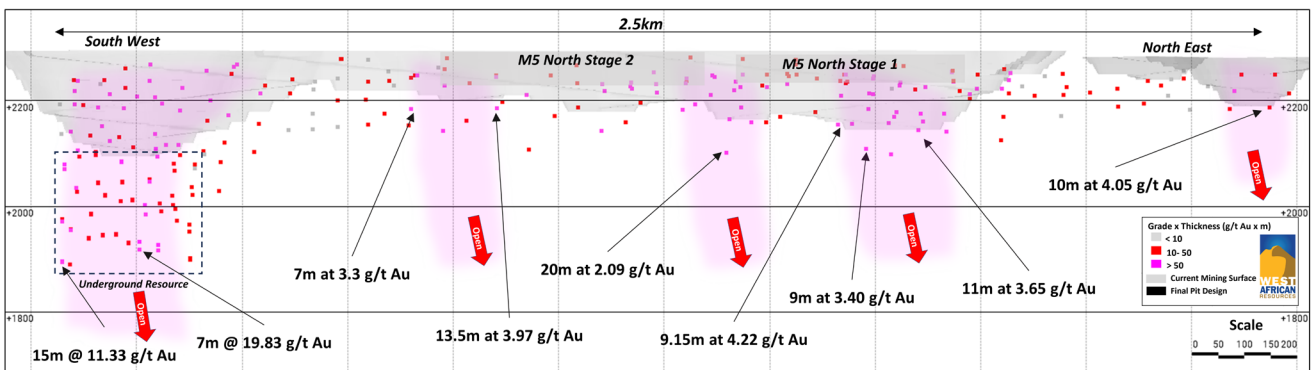 2.5km
South West
M5 North Stage 2
M5 North Stage 1
North East
+2200
+2200
+2000
+2000
+1800
+1800
Underground Resource
Open
Open
Open
Open
Open
15m @ 11.33 g/t Au
7m @ 19.83 g/t Au
7m at 3.3 g/t Au
13.5m at 3.97 g/t Au
20m at 2.09 g/t Au
9.15m at 4.22 g/t Au
9m at 3.40 g/t Au
11m at 3.65 g/t Au
10m at 4.05 g/t Au
Grade x Thickness (g/t Au x m)
< 10
10- 50
> 50
Current Mining Surface
Final Pit Design
WEST
AFRICAN
RESOURCES
Scale
0 50 100 150 200